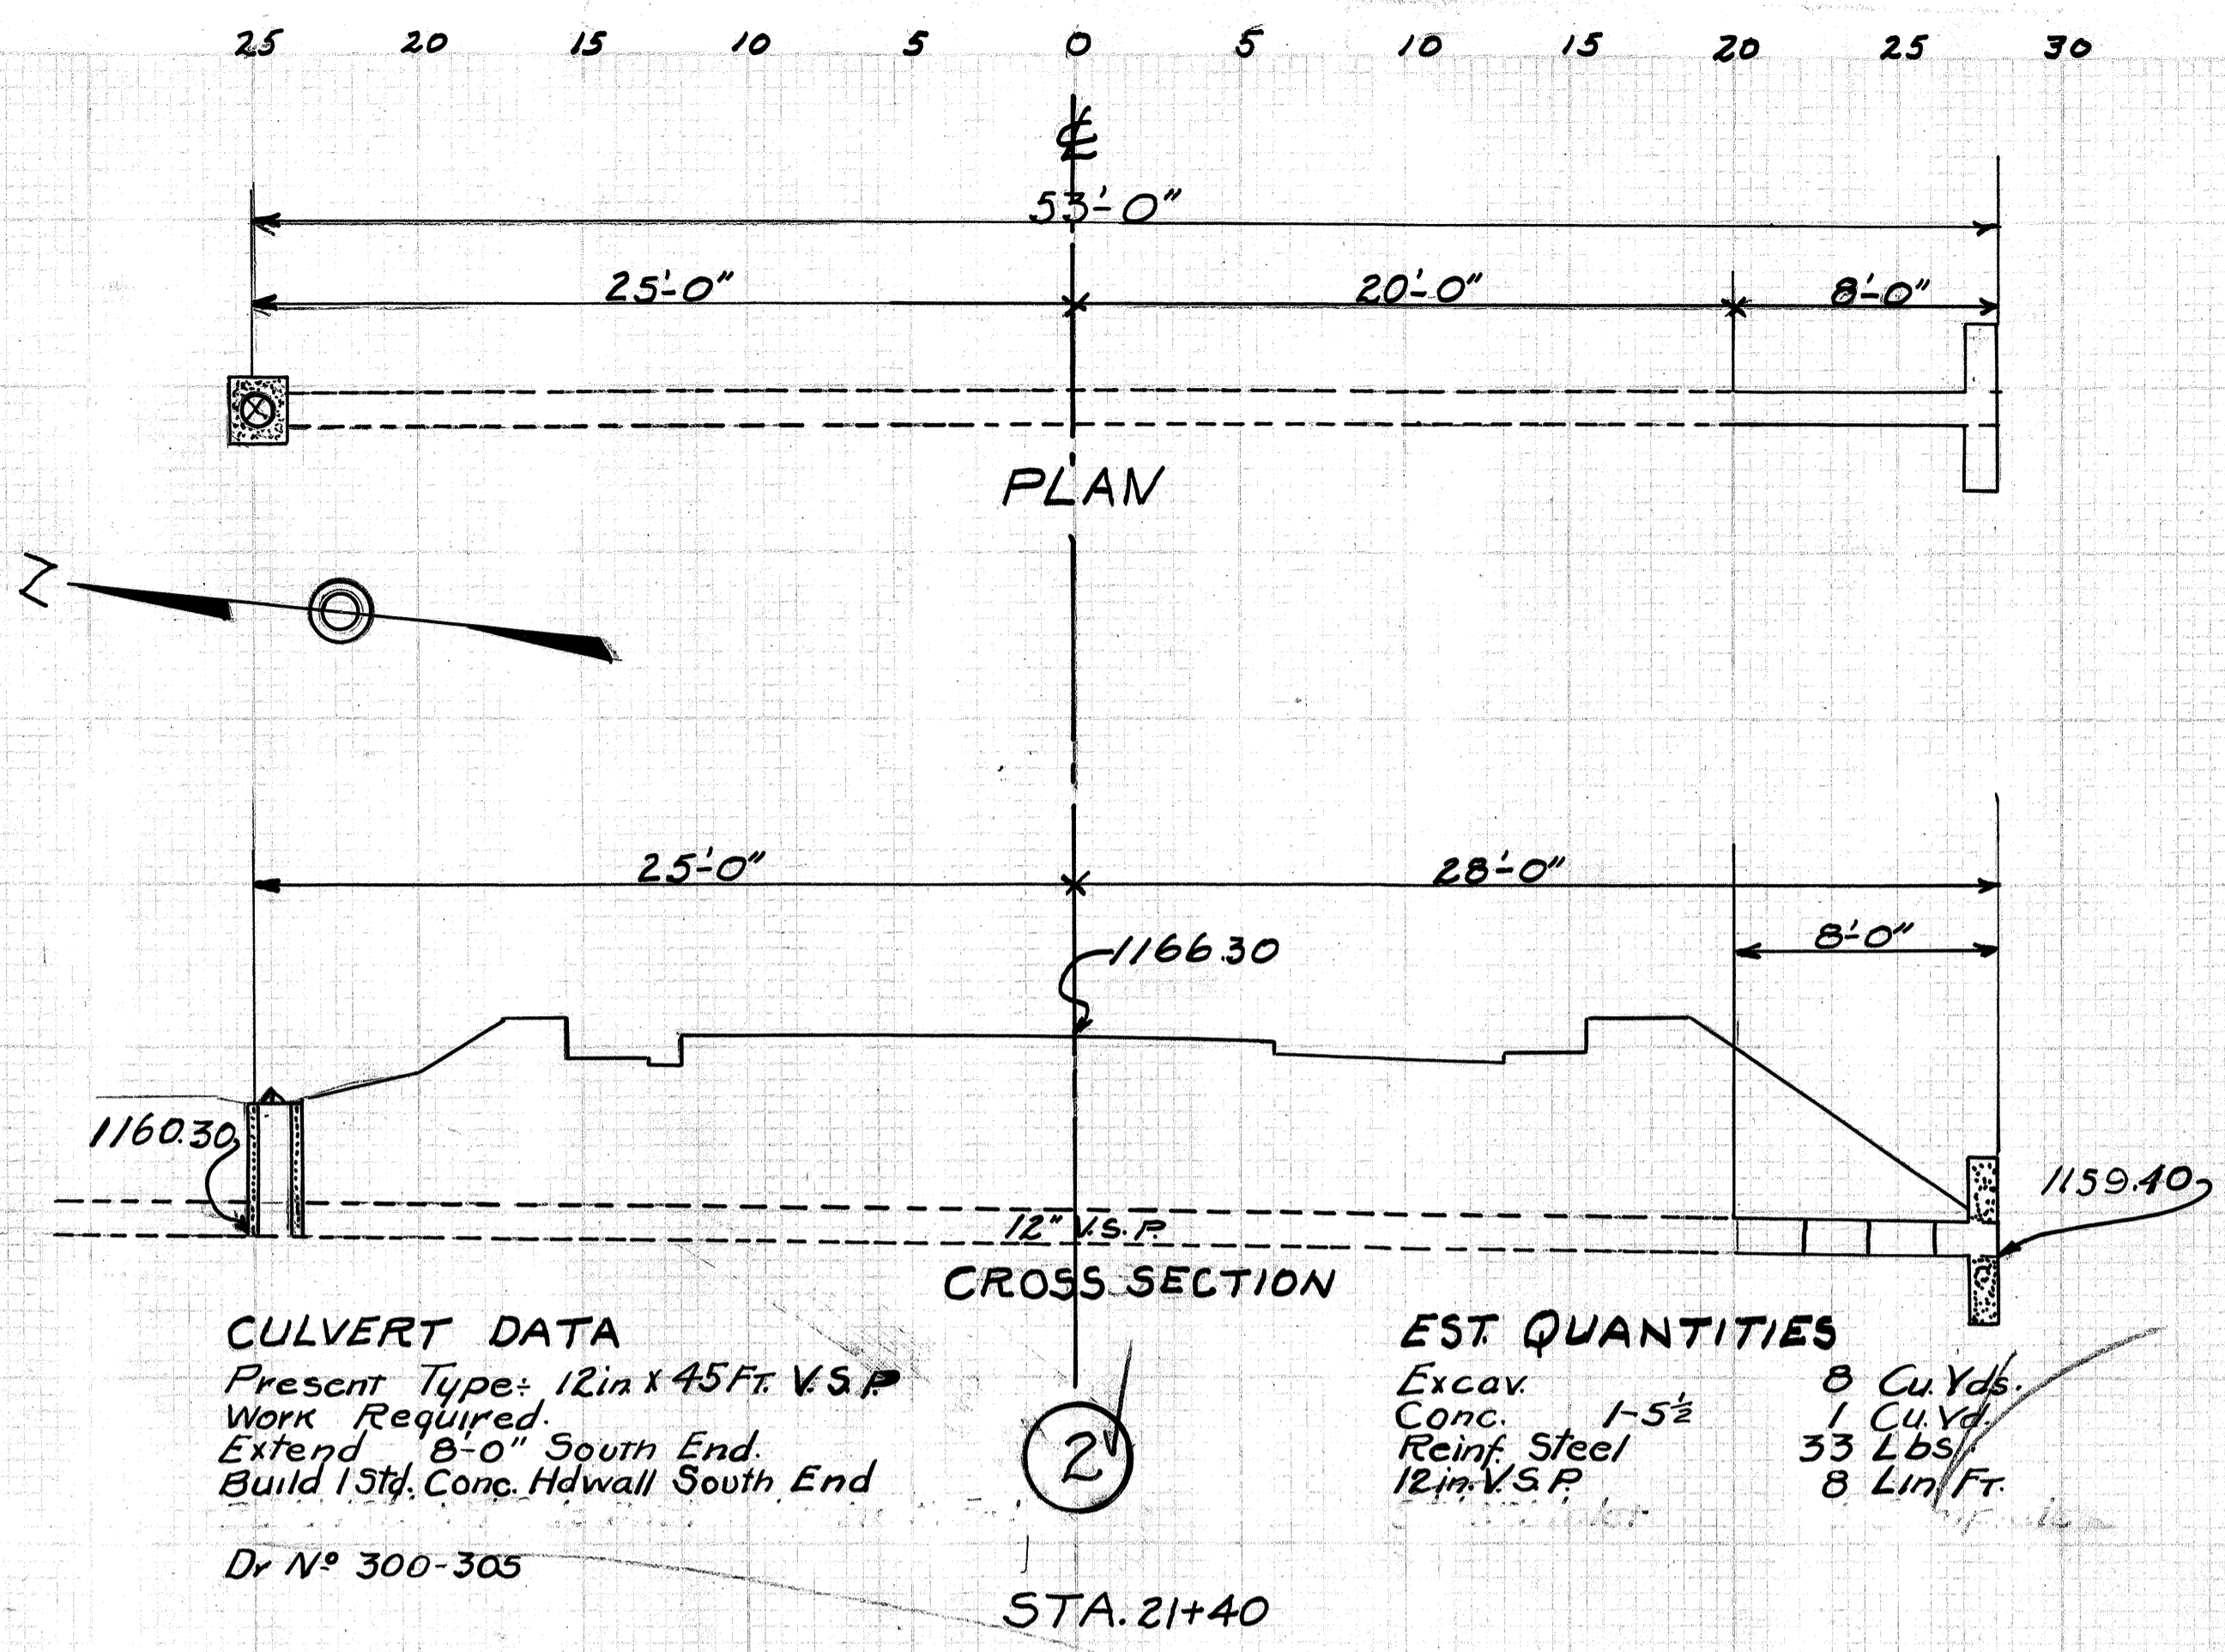 25 20 15 10 5 0 5 10 15 20 25 30
℄
53'-0"
25'-0" 20'-0" 8'-0"
PLAN
N
25'-0" 28'-0"
8'-0"
1166.30
1160.30
1159.40
12" V.S.P.
CROSS SECTION
CULVERT DATA
Present Type: 12in x 45 Ft. V.S.P.
Work Required.
Extend 8'-0" South End.
Build 1 Std. Conc. Hdwall South End
Dr Nº 300-305
EST. QUANTITIES
Excav. 8 Cu. Yds.
Conc. 1-5½ 1 Cu. Yd.
Reinf. Steel 33 Lbs.
12in. V.S.P. 8 Lin. Ft.
2
STA. 21+40